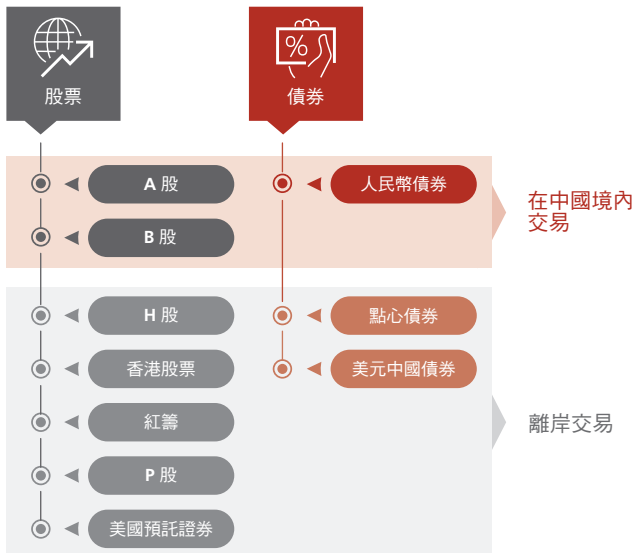 股票
債券
%
A 股
人民幣債券
B 股
在中國境內
交易
H 股
點心債券
香港股票
美元中國債券
紅籌
離岸交易
P 股
美國預託證券